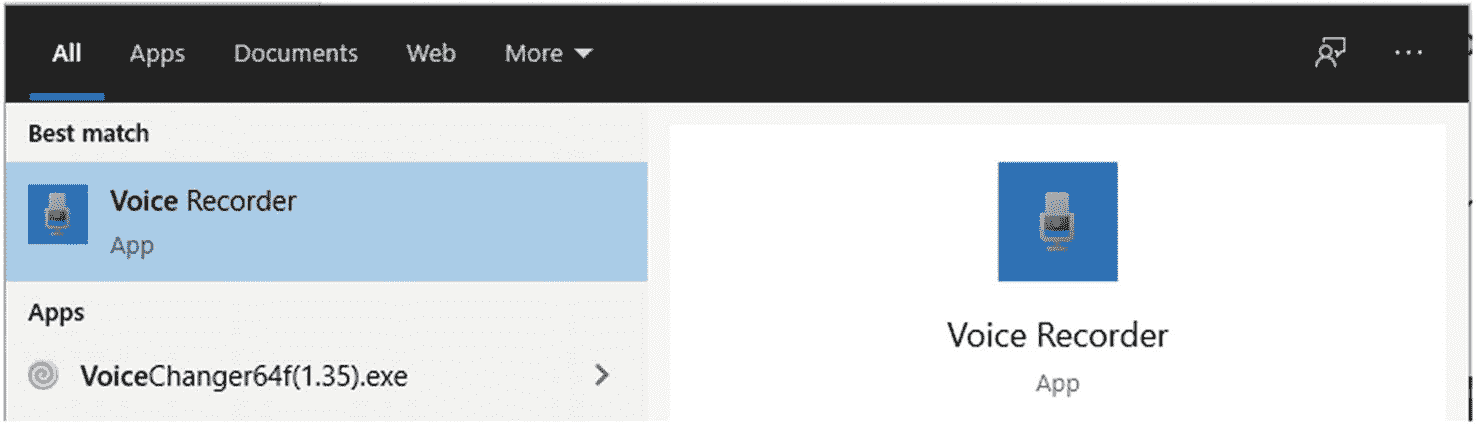 All Apps Documents Web More
Best match
Voice Recorder
App
Apps
VoiceChanger64f(1.35).exe
Voice Recorder
App